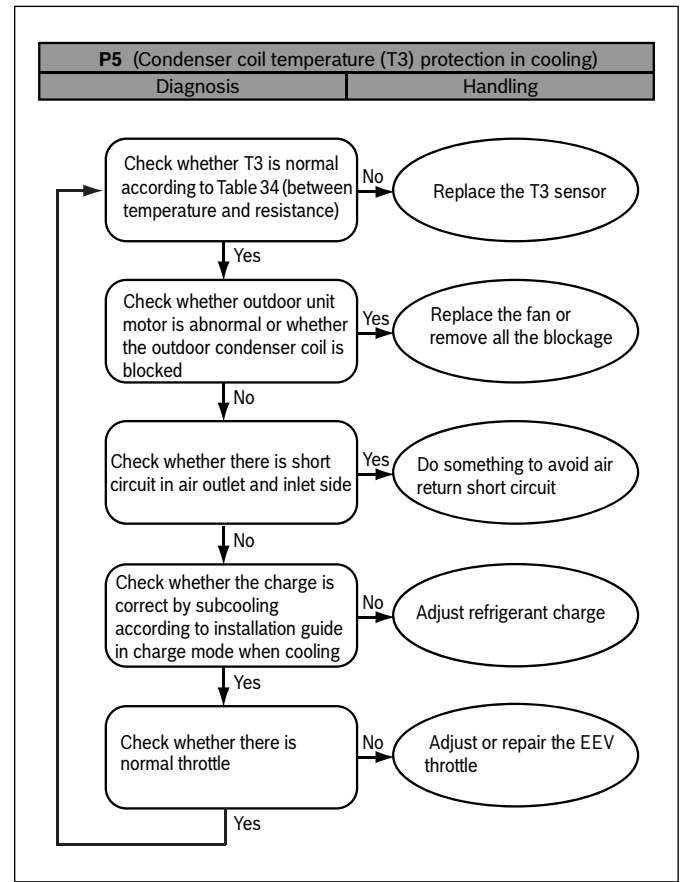 P5 (Condenser coil temperature (T3) protection in cooling)
Diagnosis
Handling
Check whether T3 is normal
according to Table 34 (between
temperature and resistance)
No
Replace the T3 sensor
Yes
Check whether outdoor unit
motor is abnormal or whether
the outdoor condenser coil is
blocked
Yes
Replace the fan or
remove all the blockage
No
Check whether there is short
circuit in air outlet and inlet side
Yes
Do something to avoid air
return short circuit
No
Check whether the charge is
correct by subcooling
according to installation guide
in charge mode when cooling
No
Adjust refrigerant charge
Yes
Check whether there is
normal throttle
No
Adjust or repair the EEV
throttle
Yes